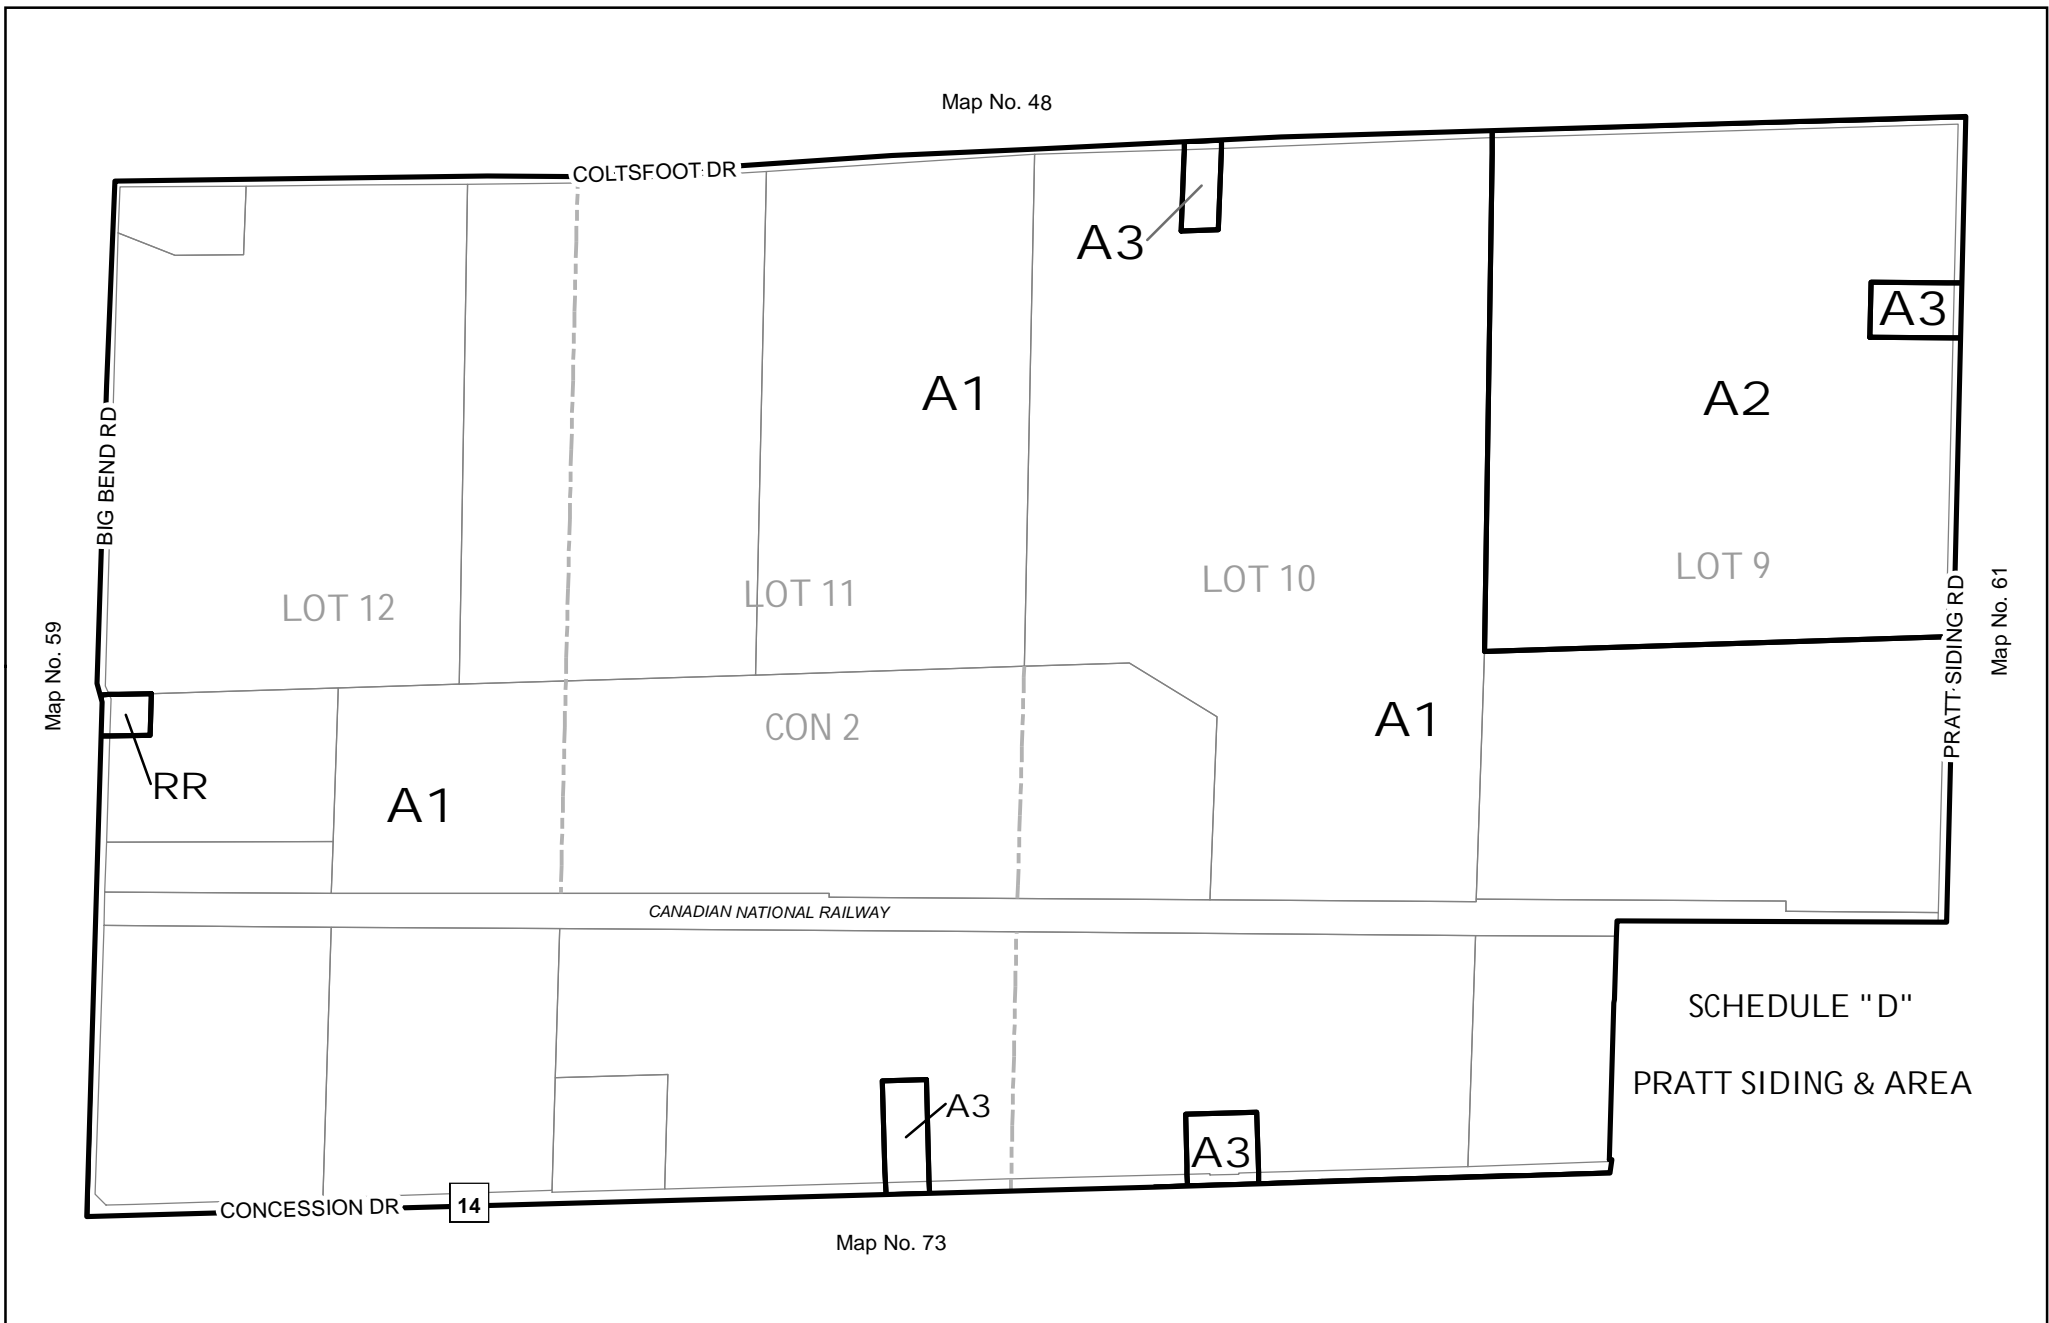 Map No. 48
COLTSFOOT DR
A3
A3
A1
A2
BIG BEND RD
LOT 9
LOT 10
LOT 11
LOT 12
Map No. 59
PRATT SIDING RD
Map No. 61
CON 2
A1
RR
A1
CANADIAN NATIONAL RAILWAY
SCHEDULE "D"
PRATT SIDING & AREA
A3
A3
CONCESSION DR
14
Map No. 73